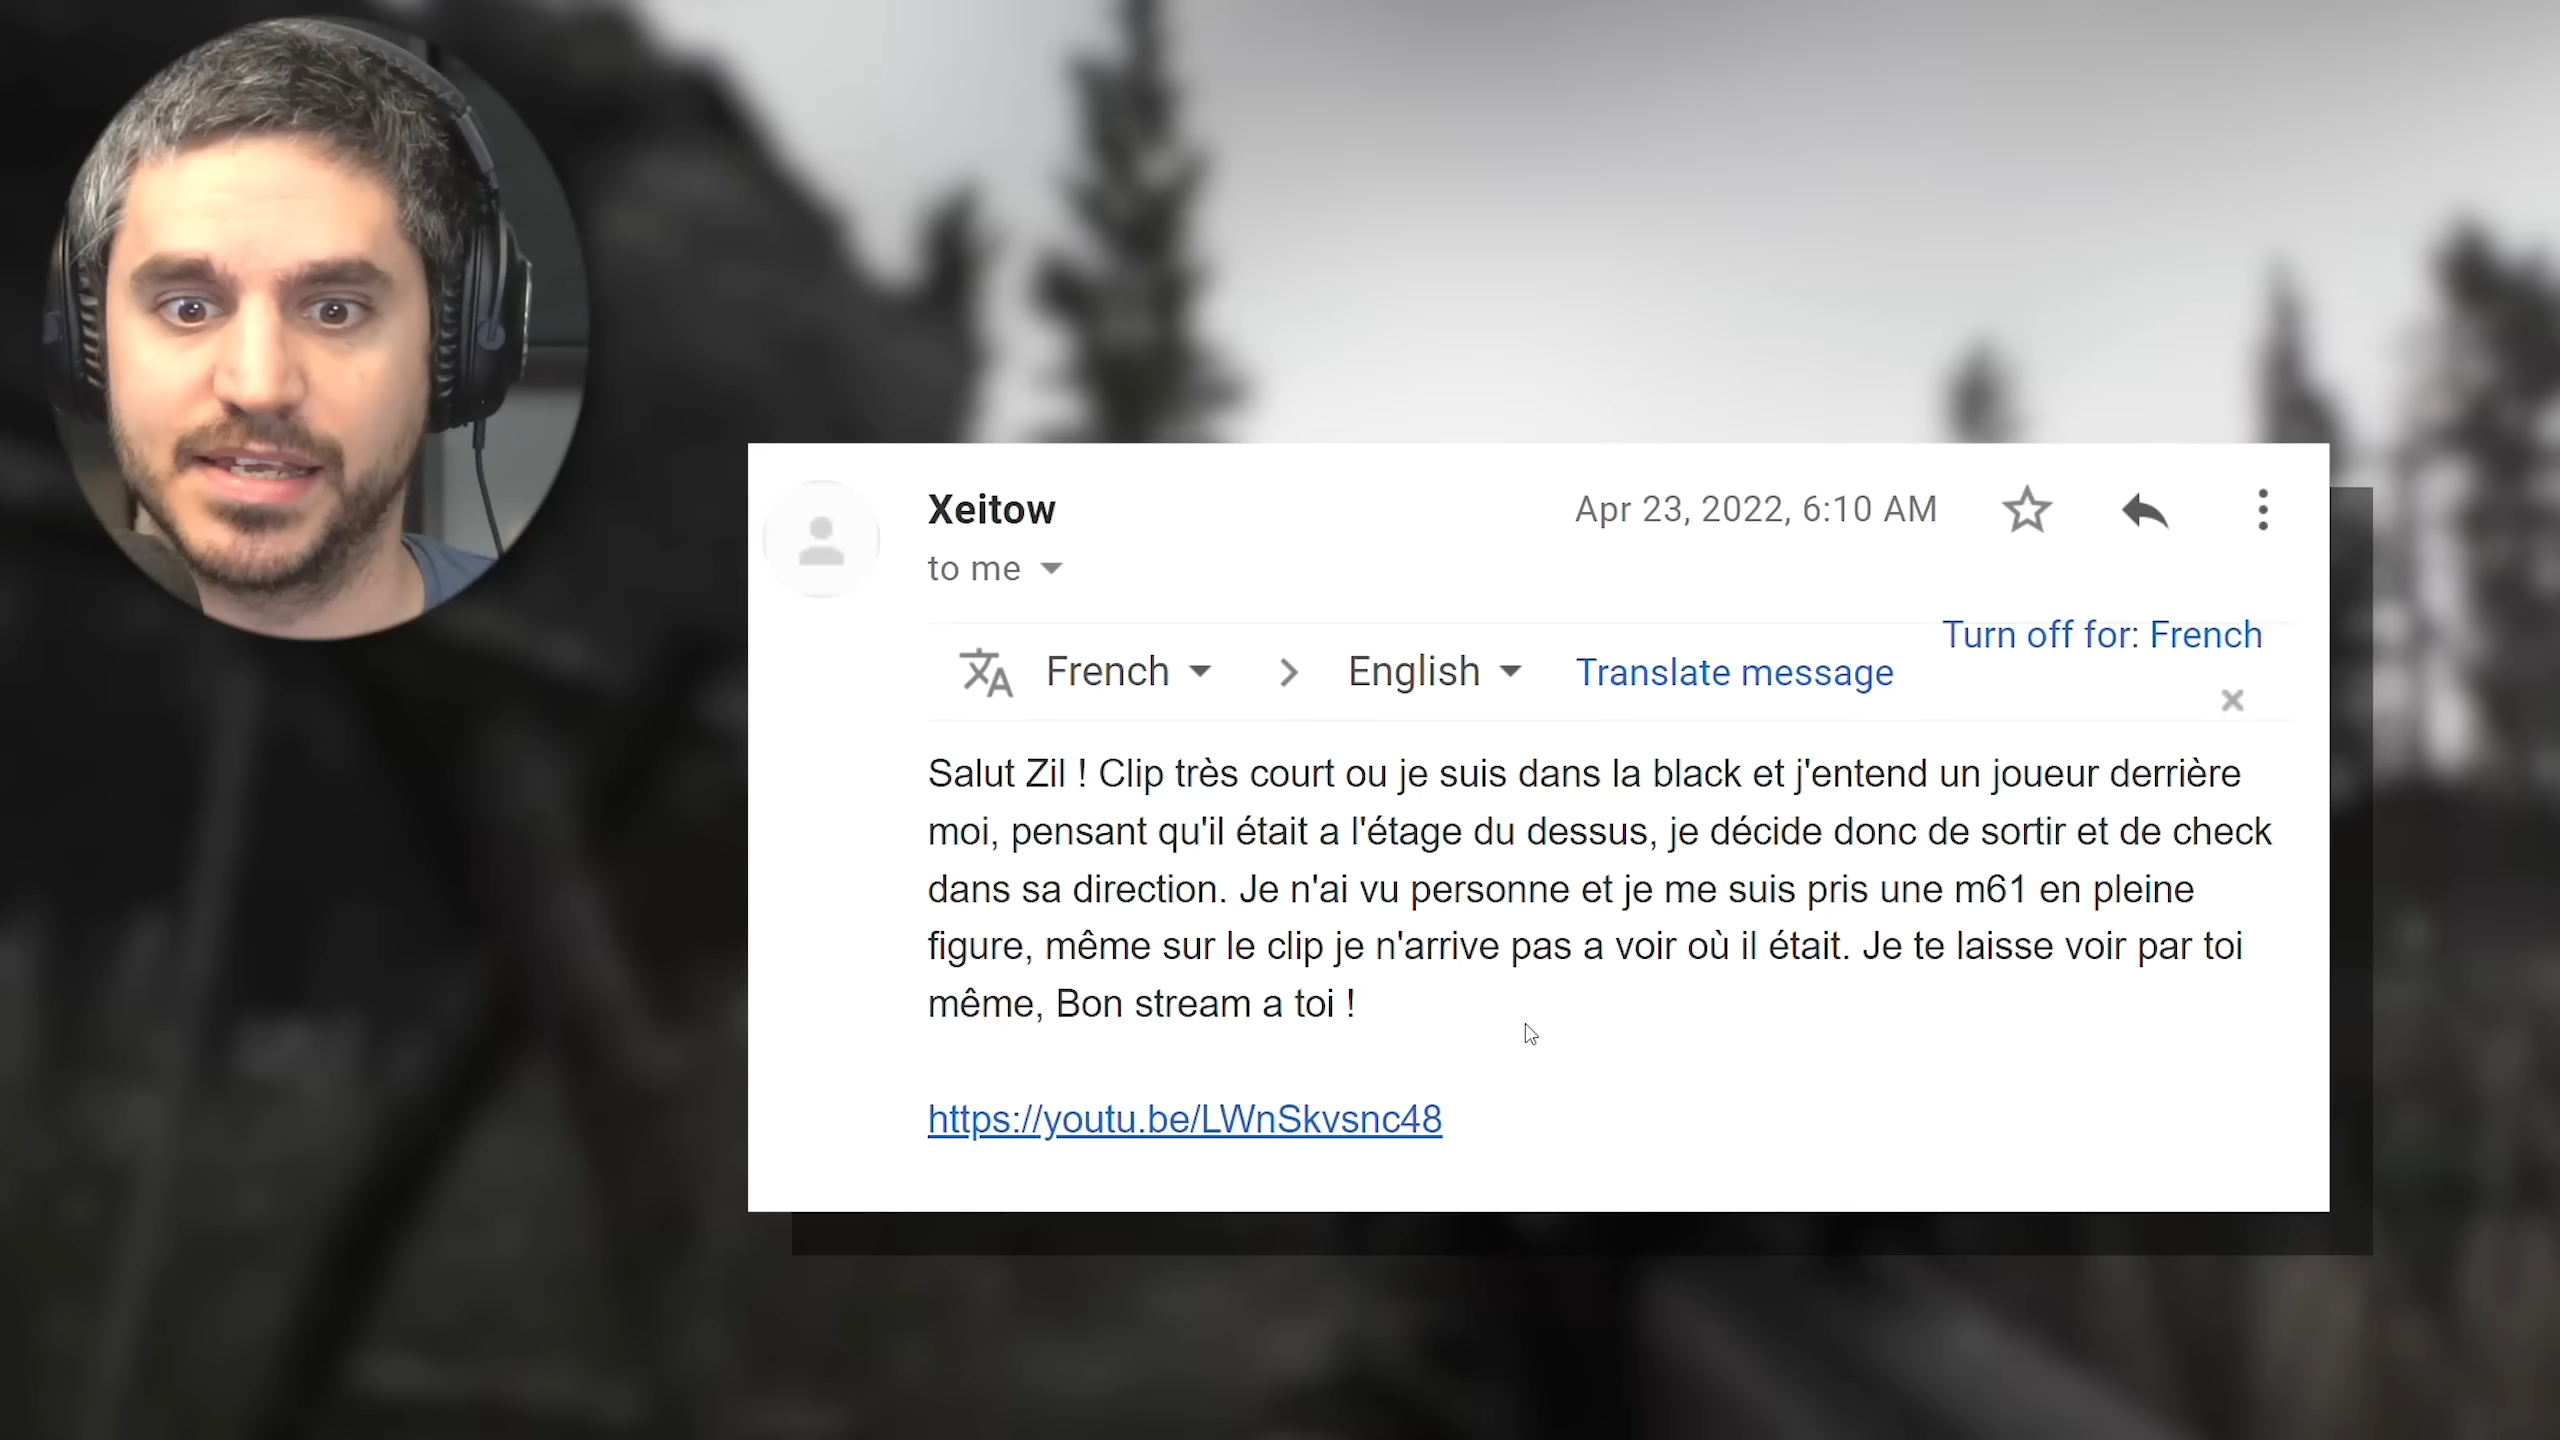 Xeitow
Apr 23, 2022, 6:10 AM
to me
Turn off for: French
French > English Translate message
Salut Zil ! Clip très court ou je suis dans la black et j'entend un joueur derrière
moi, pensant qu'il était a l'étage du dessus, je décide donc de sortir et de check
dans sa direction. Je n'ai vu personne et je me suis pris une m61 en pleine
figure, même sur le clip je n'arrive pas a voir où il était. Je te laisse voir par toi
même, Bon stream a toi !
https://youtu.be/LWnSkvsnc48